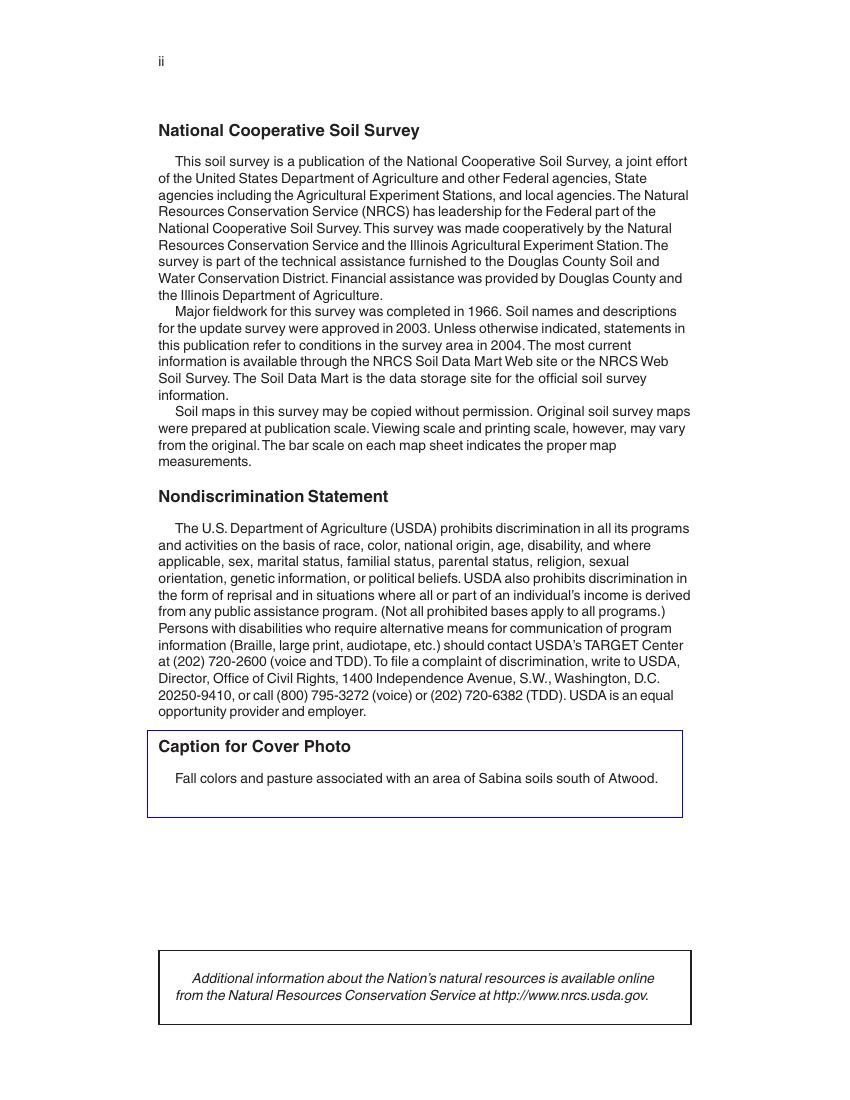 ii
National Cooperative Soil Survey
This soil survey is a publication of the National Cooperative Soil Survey, a joint effort
of the United States Department of Agriculture and other Federal agencies, State
agencies including the Agricultural Experiment Stations, and local agencies. The Natural
Resources Conservation Service (NRCS) has leadership for the Federal part of the
National Cooperative Soil Survey. This survey was made cooperatively by the Natural
Resources Conservation Service and the Illinois Agricultural Experiment Station. The
survey is part of the technical assistance furnished to the Douglas County Soil and
Water Conservation District. Financial assistance was provided by Douglas County and
the Illinois Department of Agriculture.
Major fieldwork for this survey was completed in 1966. Soil names and descriptions
for the update survey were approved in 2003. Unless otherwise indicated, statements in
this publication refer to conditions in the survey area in 2004. The most current
information is available through the NRCS Soil Data Mart Web site or the NRCS Web
Soil Survey. The Soil Data Mart is the data storage site for the official soil survey
information.
Soil maps in this survey may be copied without permission. Original soil survey maps
were prepared at publication scale. Viewing scale and printing scale, however, may vary
from the original. The bar scale on each map sheet indicates the proper map
measurements.
Nondiscrimination Statement
The U.S. Department of Agriculture (USDA) prohibits discrimination in all its programs
and activities on the basis of race, color, national origin, age, disability, and where
applicable, sex, marital status, familial status, parental status, religion, sexual
orientation, genetic information, or political beliefs. USDA also prohibits discrimination in
the form of reprisal and in situations where all or part of an individual's income is derived
from any public assistance program. (Not all prohibited bases apply to all programs.)
Persons with disabilities who require alternative means for communication of program
information (Braille, large print, audiotape, etc.) should contact USDA's TARGET Center
at (202) 720-2600 (voice and TDD). To file a complaint of discrimination, write to USDA,
Director, Office of Civil Rights, 1400 Independence Avenue, S.W., Washington, D.C.
20250-9410, or call (800) 795-3272 (voice) or (202) 720-6382 (TDD). USDA is an equal
opportunity provider and employer.
Caption for Cover Photo
Fall colors and pasture associated with an area of Sabina soils south of Atwood.
Additional information about the Nation's natural resources is available online
from the Natural Resources Conservation Service at http://www.nrcs.usda.gov.